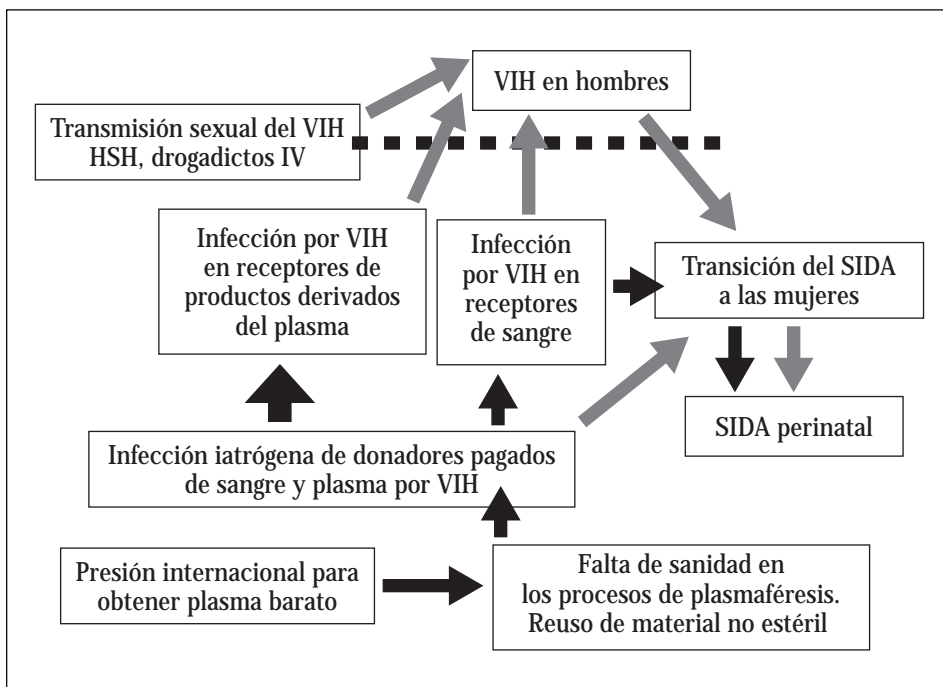 VIH en hombres
Transmisión sexual del VIH
HSH, drogadictos IV
Infección por VIH
en receptores de
productos derivados
del plasma
Infección
por VIH en
receptores
de sangre
Transición del SIDA
a las mujeres
SIDA perinatal
Infección iatrógena de donadores pagados
de sangre y plasma por VIH
Presión internacional para
obtener plasma barato
Falta de sanidad en
los procesos de plasmaféresis.
Reuso de material no estéril